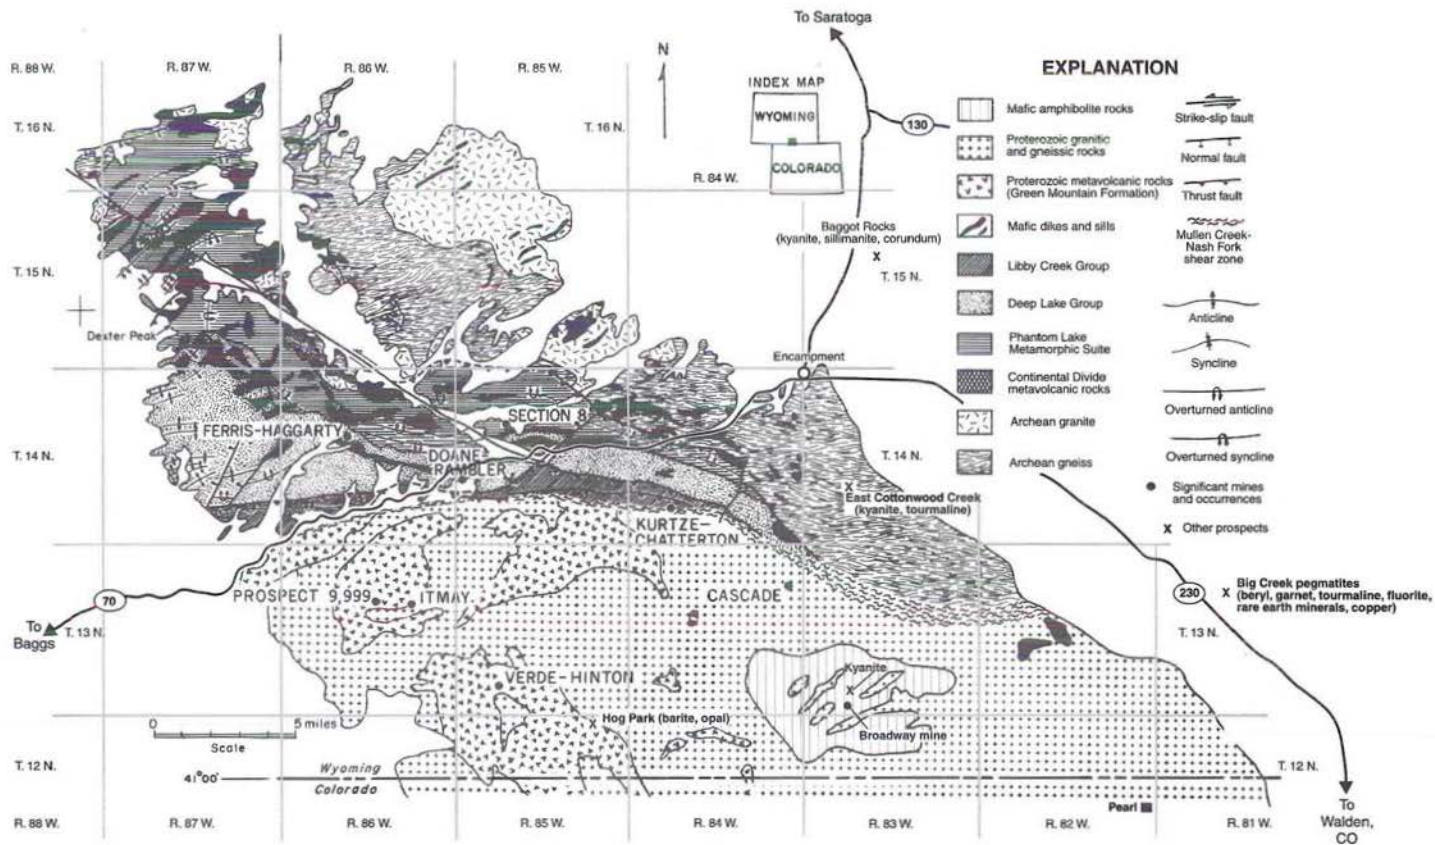 To Saratoga
R. 88 W.
R. 87 W.
R. 86 W.
R. 85 W.
N
INDEX MAP
WYOMING
COLORADO
130
T. 16 N.
T. 16 N.
R. 84 W.
Baggot Rocks
(kyanite, sillimanite, corundum)
X
T. 15 N.
T. 15 N.
Dexter Peak
Encampment
SECTION 8
FERRIS-HAGGARTY
DOANE-
RAMBLER
T. 14 N.
T. 14 N.
X
East Cottonwood Creek
(kyanite, tourmaline)
KURTZE-
CHATTERTON
PROSPECT 9,999
ITMAY
CASCADE
70
To
Baggs
T. 13 N.
230
X
Big Creek pegmatites
(beryl, garnet, tourmaline, fluorite,
rare earth minerals, copper)
T. 13 N.
VERDE-HINTON
Kyanite
X
Broadway mine
X
Hog Park (barite, opal)
0
5 miles
Scale
T. 12 N.
41°00'
Wyoming
Colorado
T. 12 N.
Pearl
To
Walden,
CO
R. 88 W.
R. 87 W.
R. 86 W.
R. 85 W.
R. 84 W.
R. 83 W.
R. 82 W.
R. 81 W.
EXPLANATION
Mafic amphibolite rocks
Proterozoic granitic
and gneissic rocks
Proterozoic metavolcanic rocks
(Green Mountain Formation)
Mafic dikes and sills
Libby Creek Group
Deep Lake Group
Phantom Lake
Metamorphic Suite
Continental Divide
metavolcanic rocks
Archean granite
Archean gneiss
Strike-slip fault
Normal fault
Thrust fault
Mullen Creek-
Nash Fork
shear zone
Anticline
Syncline
Overturned anticline
Overturned syncline
Significant mines
and occurrences
X Other prospects